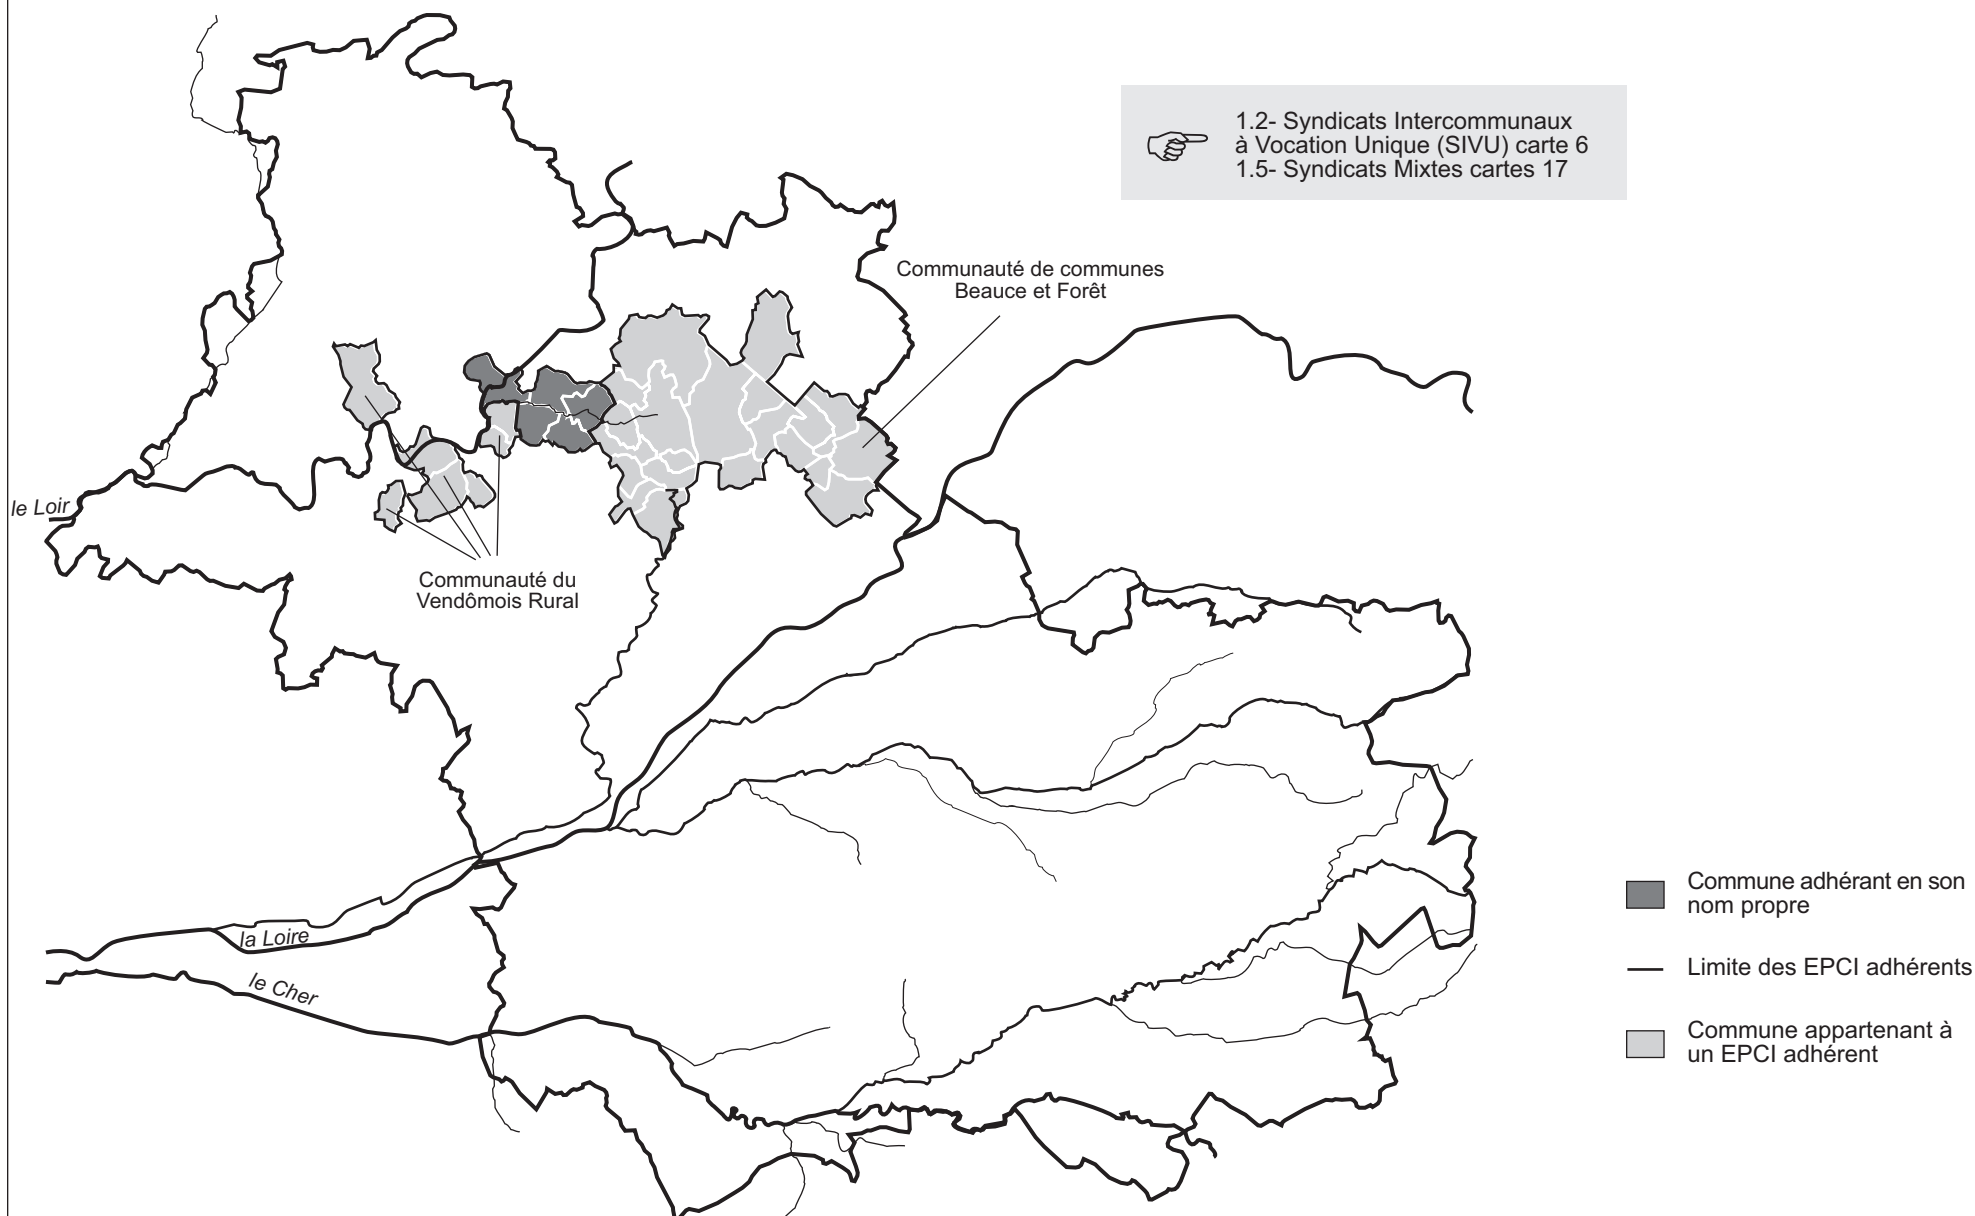 1.2- Syndicats Intercommunaux
à Vocation Unique (SIVU) carte 6
1.5- Syndicats Mixtes cartes 17
Communauté de communes
Beauce et Forêt
le Loir
Communauté du
Vendômois Rural
la Loire
le Cher
Commune adhérant en son
nom propre
Limite des EPCI adhérents
Commune appartenant à
un EPCI adhérent